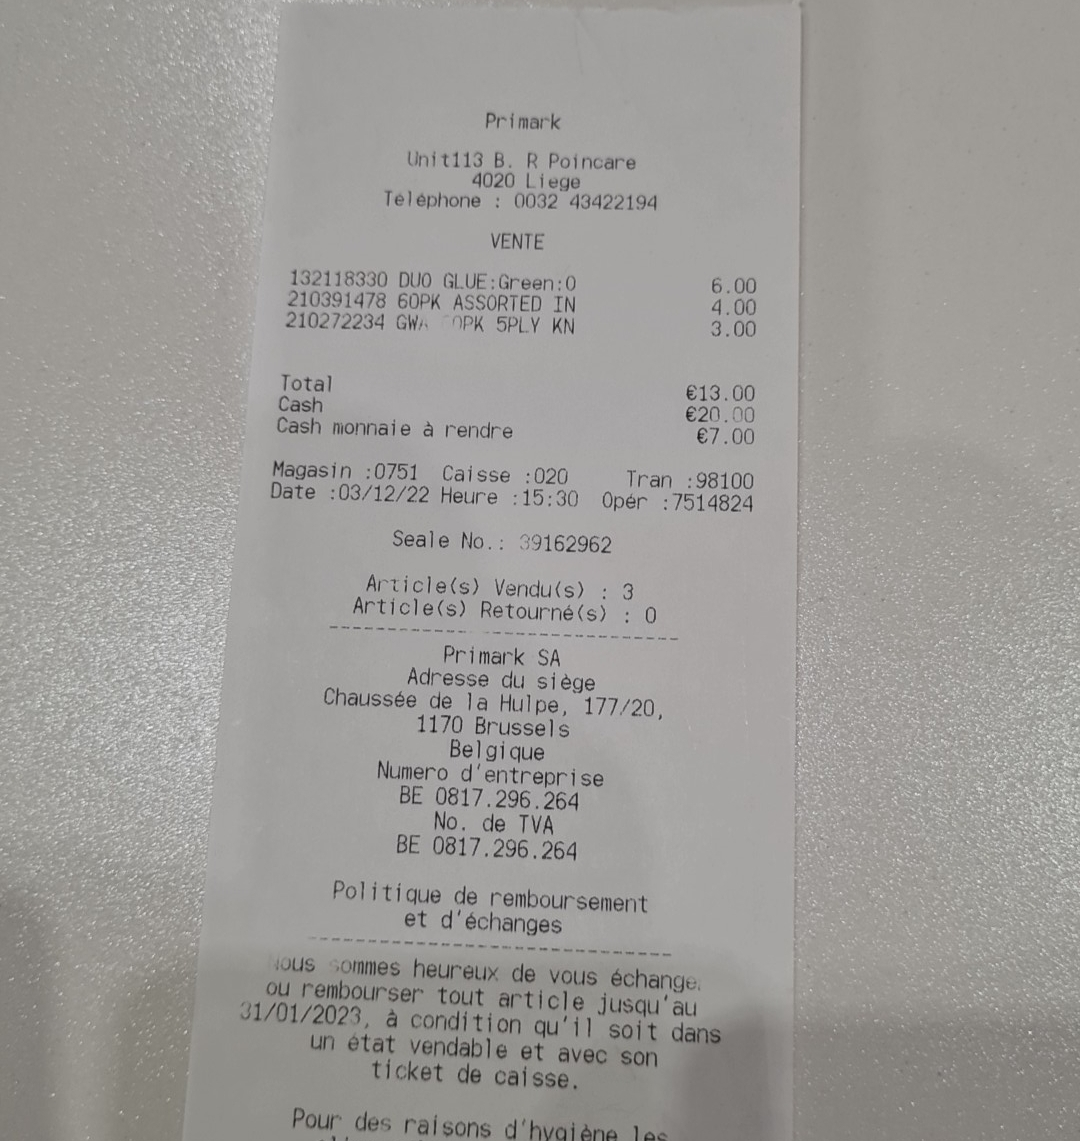 Primark
Unit113 B. R Poincare
4020 Liege
Teléphone : 0032 43422194
VENTE
132118330 DUO GLUE:Green:0 6.00
210391478 60PK ASSORTED IN 4.00
210272234 5PLY KN 3.00
Total €13.00
Cash €20.00
Cash monnaie à rendre €7.00
Magasin :0751 Caisse :020 Tran :98100
Date :03/12/22 Heure :15:30 Opér :7514824
Seale No.: 39162962
Article(s) Vendu(s) : 3
Article(s) Retourné(s) : 0
Primark SA
Adresse du siège
Chaussée de la Hulpe, 177/20,
1170 Brussels
Belgique
Numero d'entreprise
BE 0817.296.264
No. de TVA
BE 0817.296.264
Politique de remboursement
et d'échanges
Nous sommes heureux de vous
ou rembourser tout article jusqu'au
31/01/2023, à condition qu'il soit dans
un état vendable et avec son
ticket de caisse.
Pour des raisons d'hygiène les